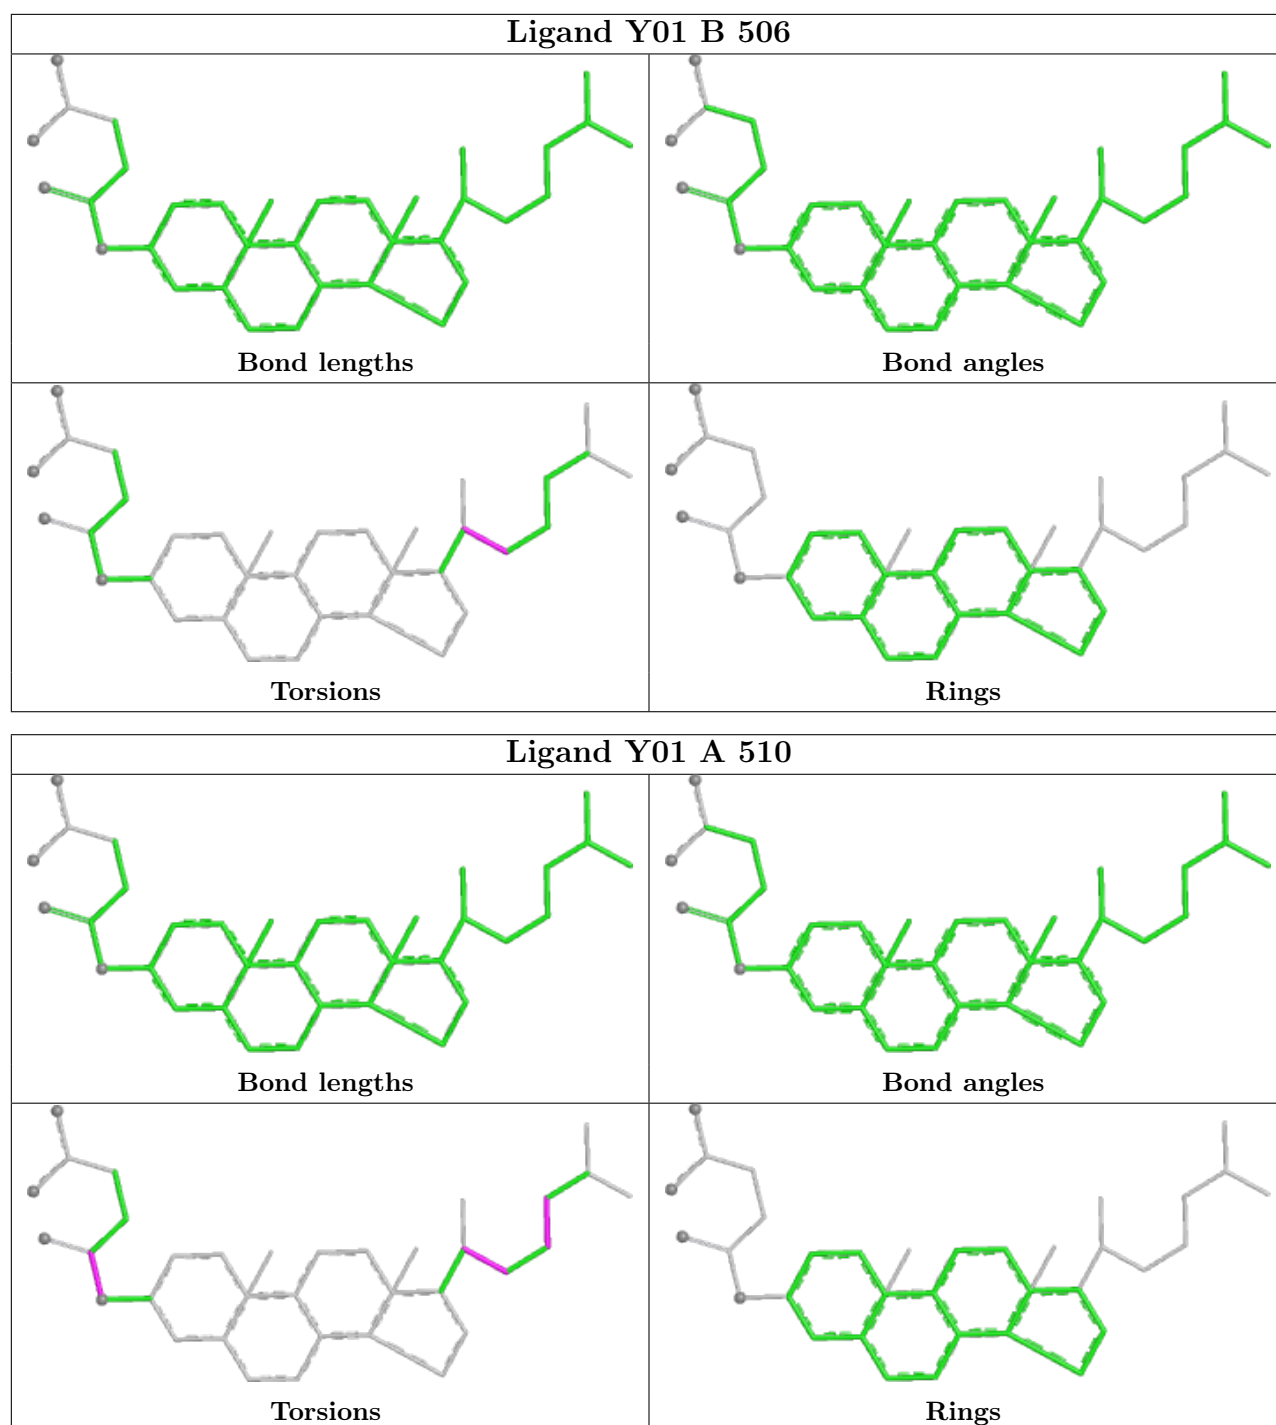 Ligand Y01 B 506
Bond lengths
Bond angles
Torsions
Rings
Ligand Y01 A 510
Bond lengths
Bond angles
Torsions
Rings